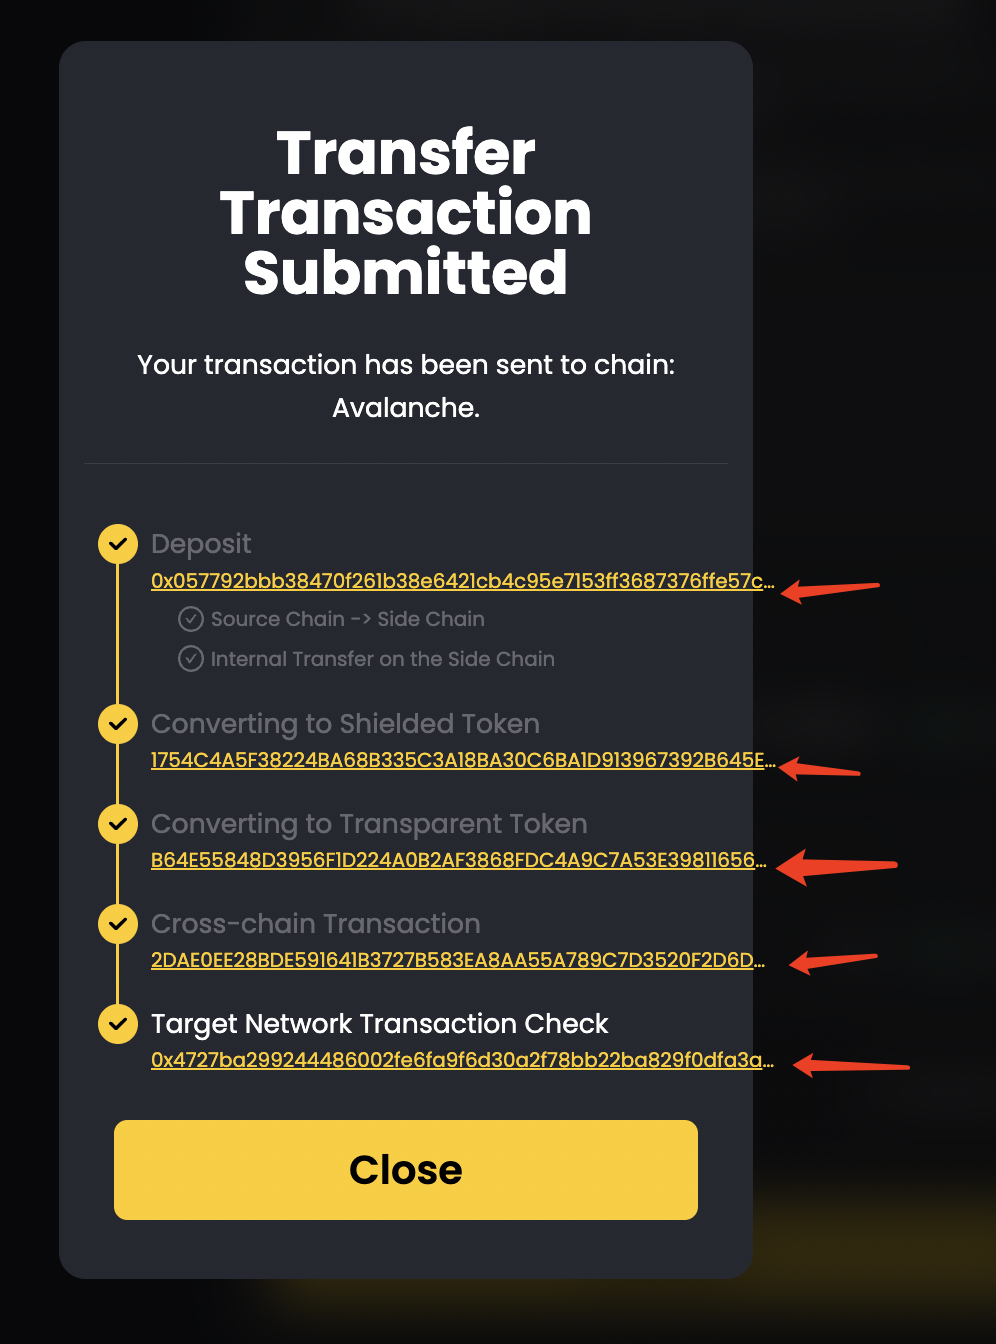 Transfer
Transaction
Submitted
Your transaction has been sent to chain:
Avalanche.
Deposit
0x057792bbb38470f261b38e6421cb4c95e7153ff3687376ffe57c...
Source Chain -> Side Chain
Internal Transfer on the Side Chain
Converting to Shielded Token
1754C4A5F38224BA68B335C3A18BA30C6BA1D913967392B645E...
Converting to Transparent Token
B64E55848D3956F1D224A0B2AF3868FDC4A9C7A53E39811656...
Cross-chain Transaction
2DAE0EE28BDE591641B3727B583EA8AA55A789C7D3520F2D6D...
Target Network Transaction Check
0x4727ba299244486002fe6fa9f6d30a2f78bb22ba829f0dfa3a...
Close